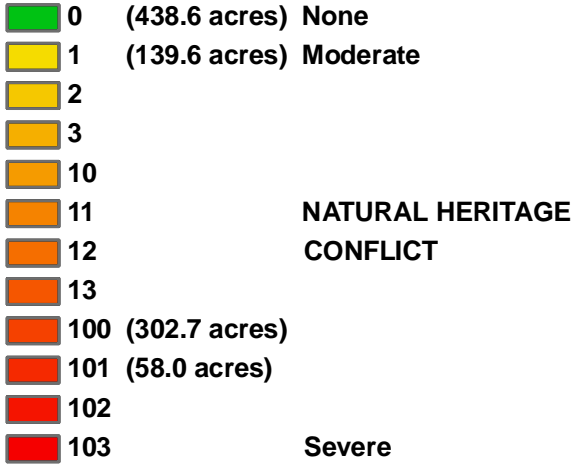 0 (438.6 acres) None
1 (139.6 acres) Moderate
2
3
10
11 NATURAL HERITAGE
12 CONFLICT
13
100 (302.7 acres)
101 (58.0 acres)
102
103 Severe